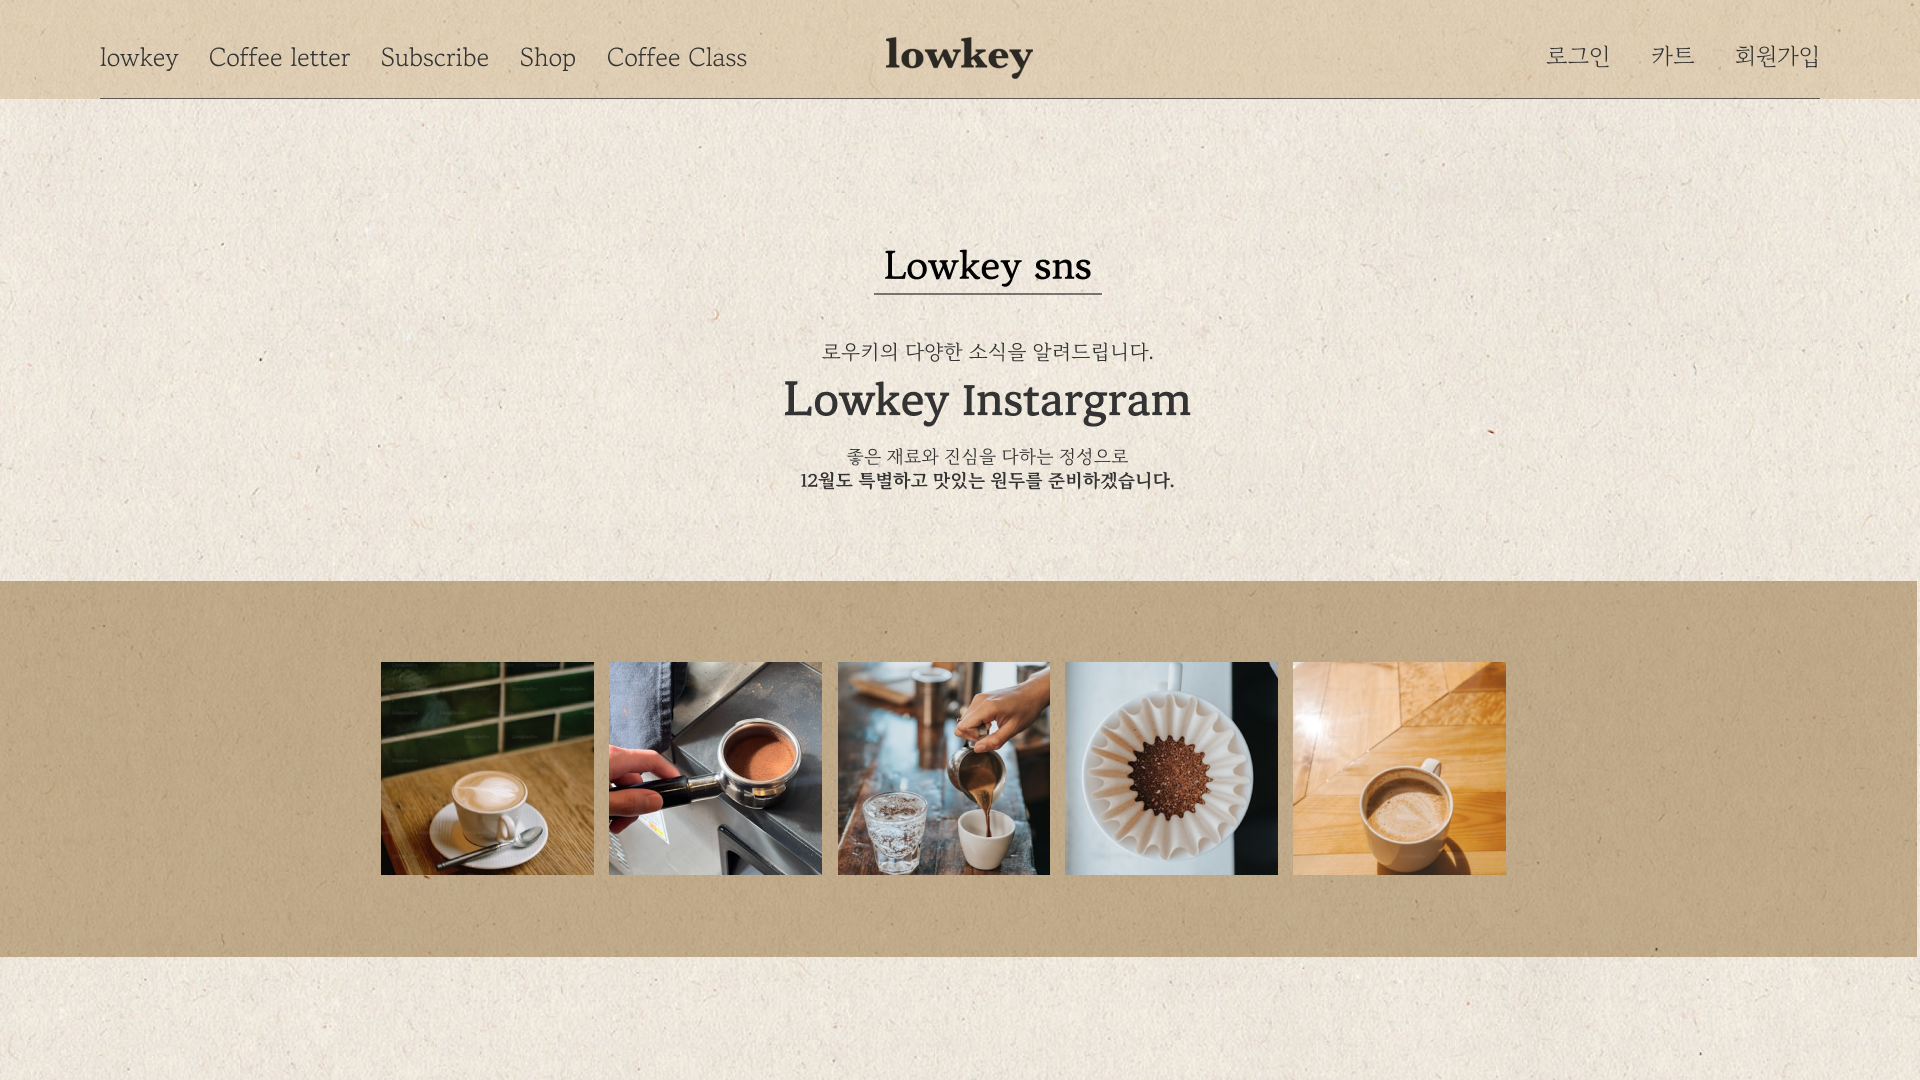 lowkey Coffee letter Subscribe Shop Coffee Class lowkey 로그인 카트 회원가입
Lowkey sns
로우키의 다양한 소식을 알려드립니다.
Lowkey Instargram
좋은 재료와 진심을 다하는 정성으로
12월도 특별하고 맛있는 원두를 준비하겠습니다.